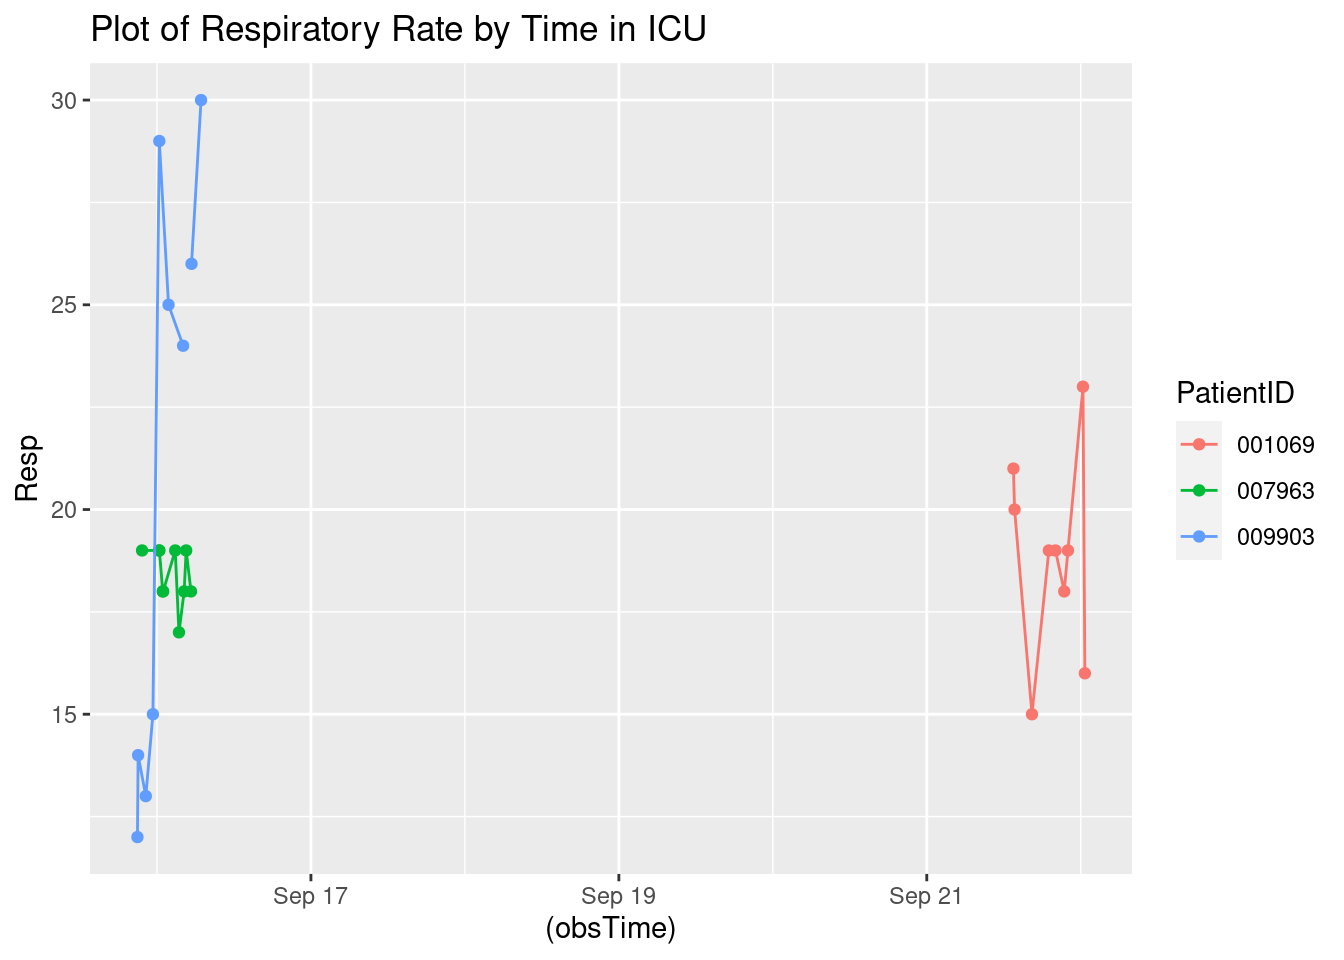 Plot of Respiratory Rate by Time in ICU
30
25
20
15
Resp
Sep 17
Sep 19
Sep 21
(obsTime)
PatientID
001069
007963
009903